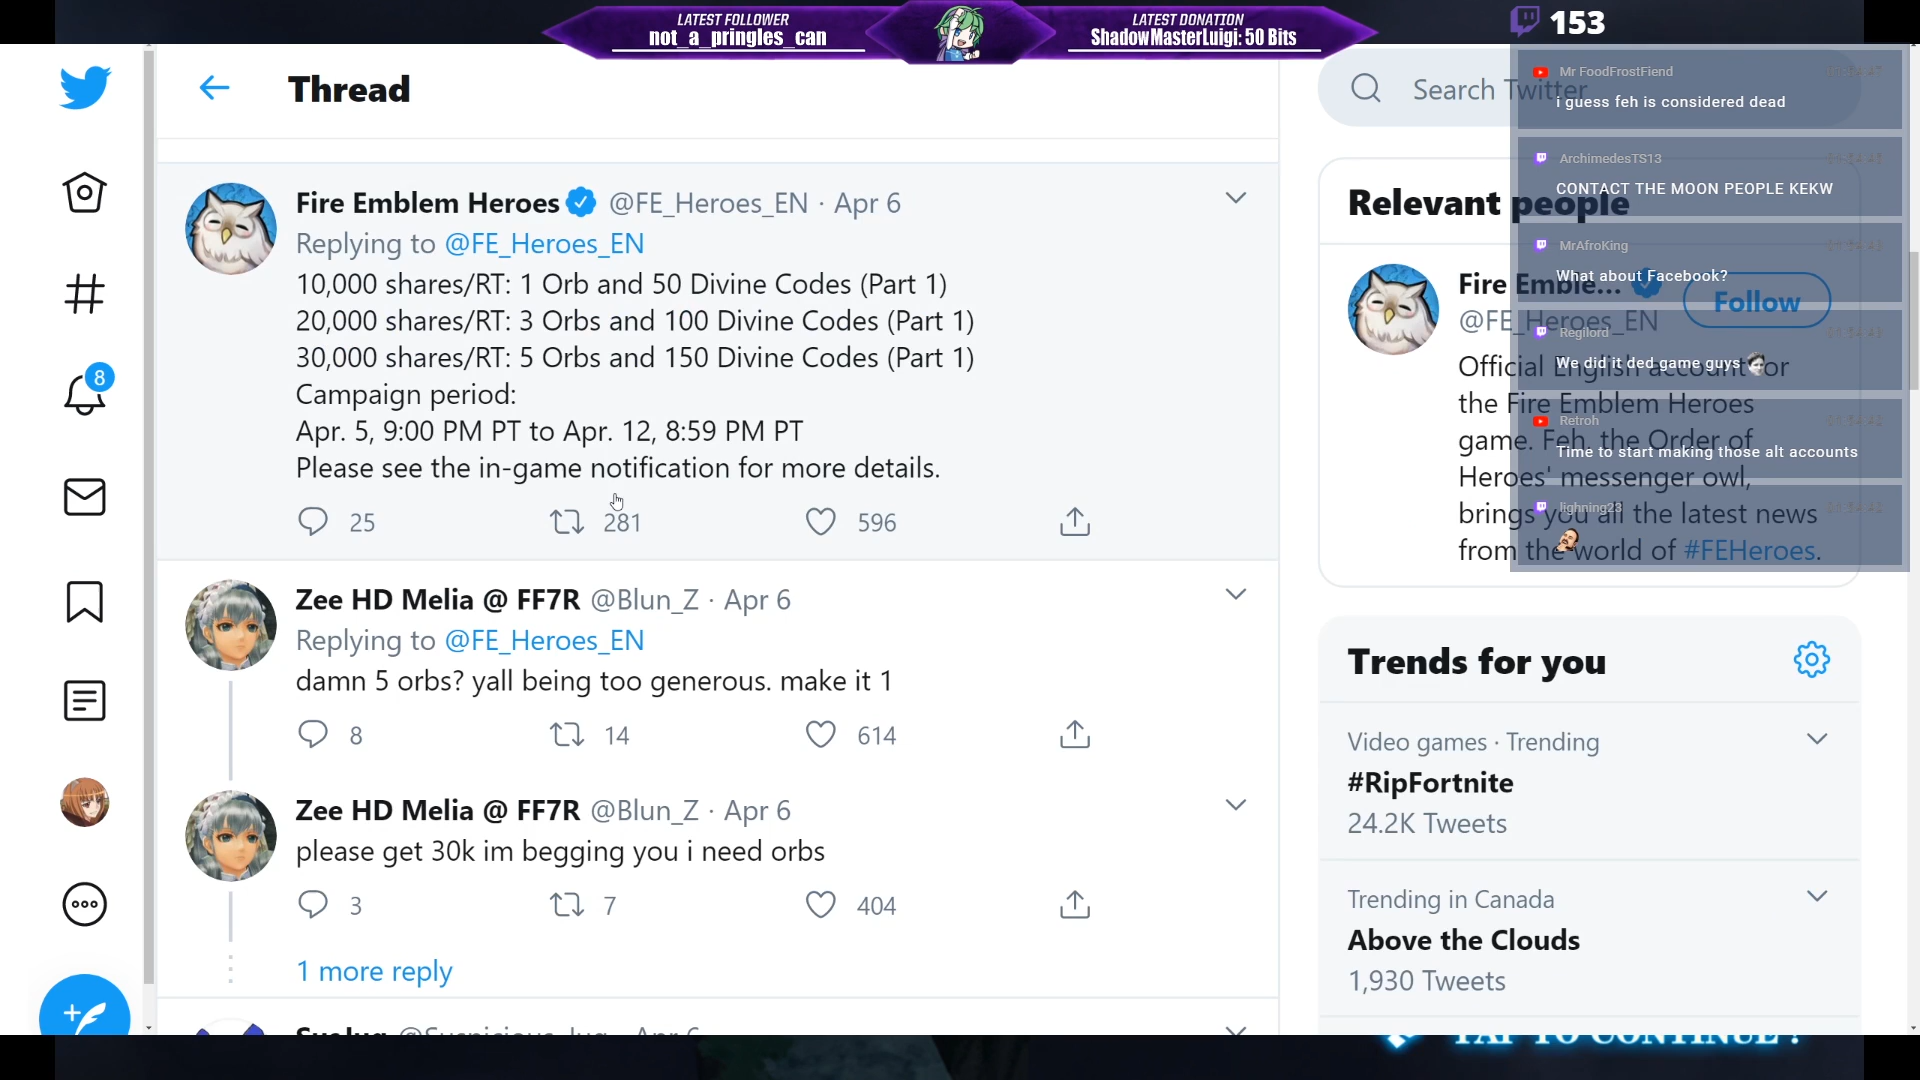 LATEST FOLLOWER
not_a_pringles_can
LATEST DONATION
ShadowMasterLuigi: 50 Bits
153
Thread
Search Twitter
Fire Emblem Heroes @FE_Heroes_EN · Apr 6
Replying to @FE_Heroes_EN
10,000 shares/RT: 1 Orb and 50 Divine Codes (Part 1)
20,000 shares/RT: 3 Orbs and 100 Divine Codes (Part 1)
30,000 shares/RT: 5 Orbs and 150 Divine Codes (Part 1)
Campaign period:
Apr. 5, 9:00 PM PT to Apr. 12, 8:59 PM PT
Please see the in-game notification for more details.
25 281 596
8
Zee HD Melia @ FF7R @Blun_Z · Apr 6
Replying to @FE_Heroes_EN
damn 5 orbs? yall being too generous. make it 1
8 14 614
Zee HD Melia @ FF7R @Blun_Z · Apr 6
please get 30k im begging you i need orbs
3 7 404
1 more reply
Relevant people
Fire Emble...
@FE_Heroes_EN
Follow
Official English account for
the Fire Emblem Heroes
game. Feh, the Order of
Heroes' messenger owl,
brings you all the latest news
from the world of #FEHeroes.
Mr FoodFrostFiend
i guess feh is considered dead
ArchimedesTS13
CONTACT THE MOON PEOPLE KEKW
MrAfroKing
What about Facebook?
Regilord
We did it ded game guys
Retroh
Time to start making those alt accounts
lighning23
Trends for you
Video games · Trending
#RipFortnite
24.2K Tweets
Trending in Canada
Above the Clouds
1,930 Tweets
TAP TO CONTINUE !